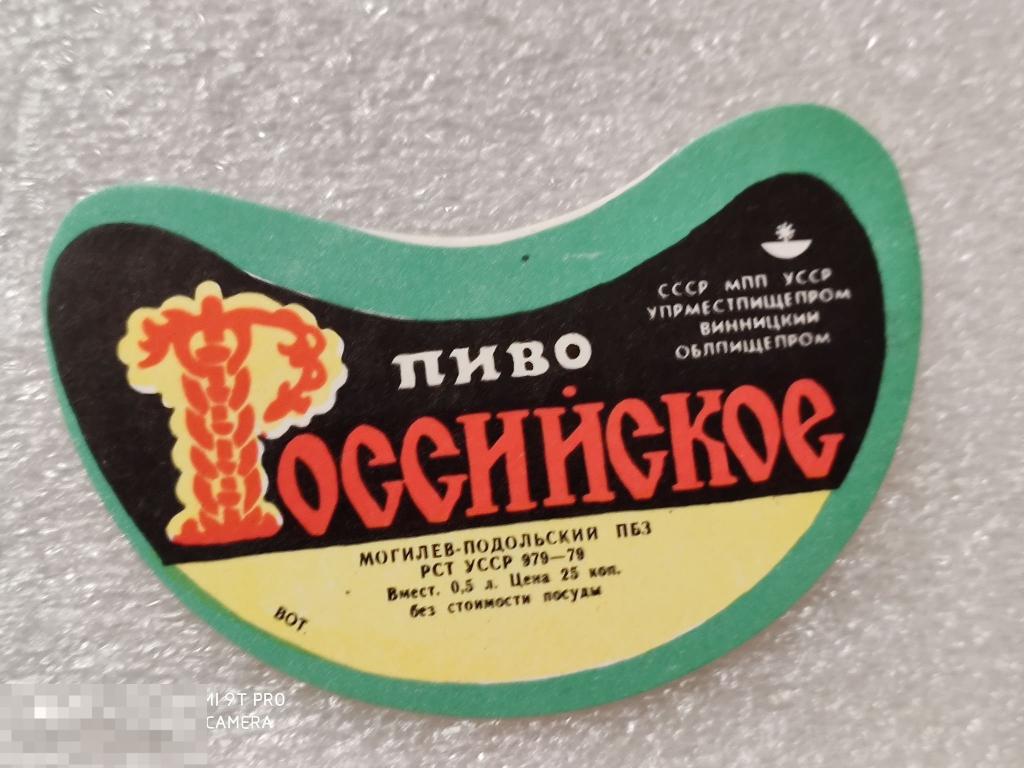 СССР МПП УССР
УПРМЕСТПИЩЕПРОМ
ВИННИЦКИЙ
ОБЛПИЩЕПРОМ
ПИВО
РОССИЙСКОЕ
МОГИЛЕВ-ПОДОЛЬСКИЙ ПБЗ
РСТ УССР 979—79
Вмест. 0,5 л. Цена 25 коп.
без стоимости посуды
ВОТ
MI 9T PRO
CAMERA